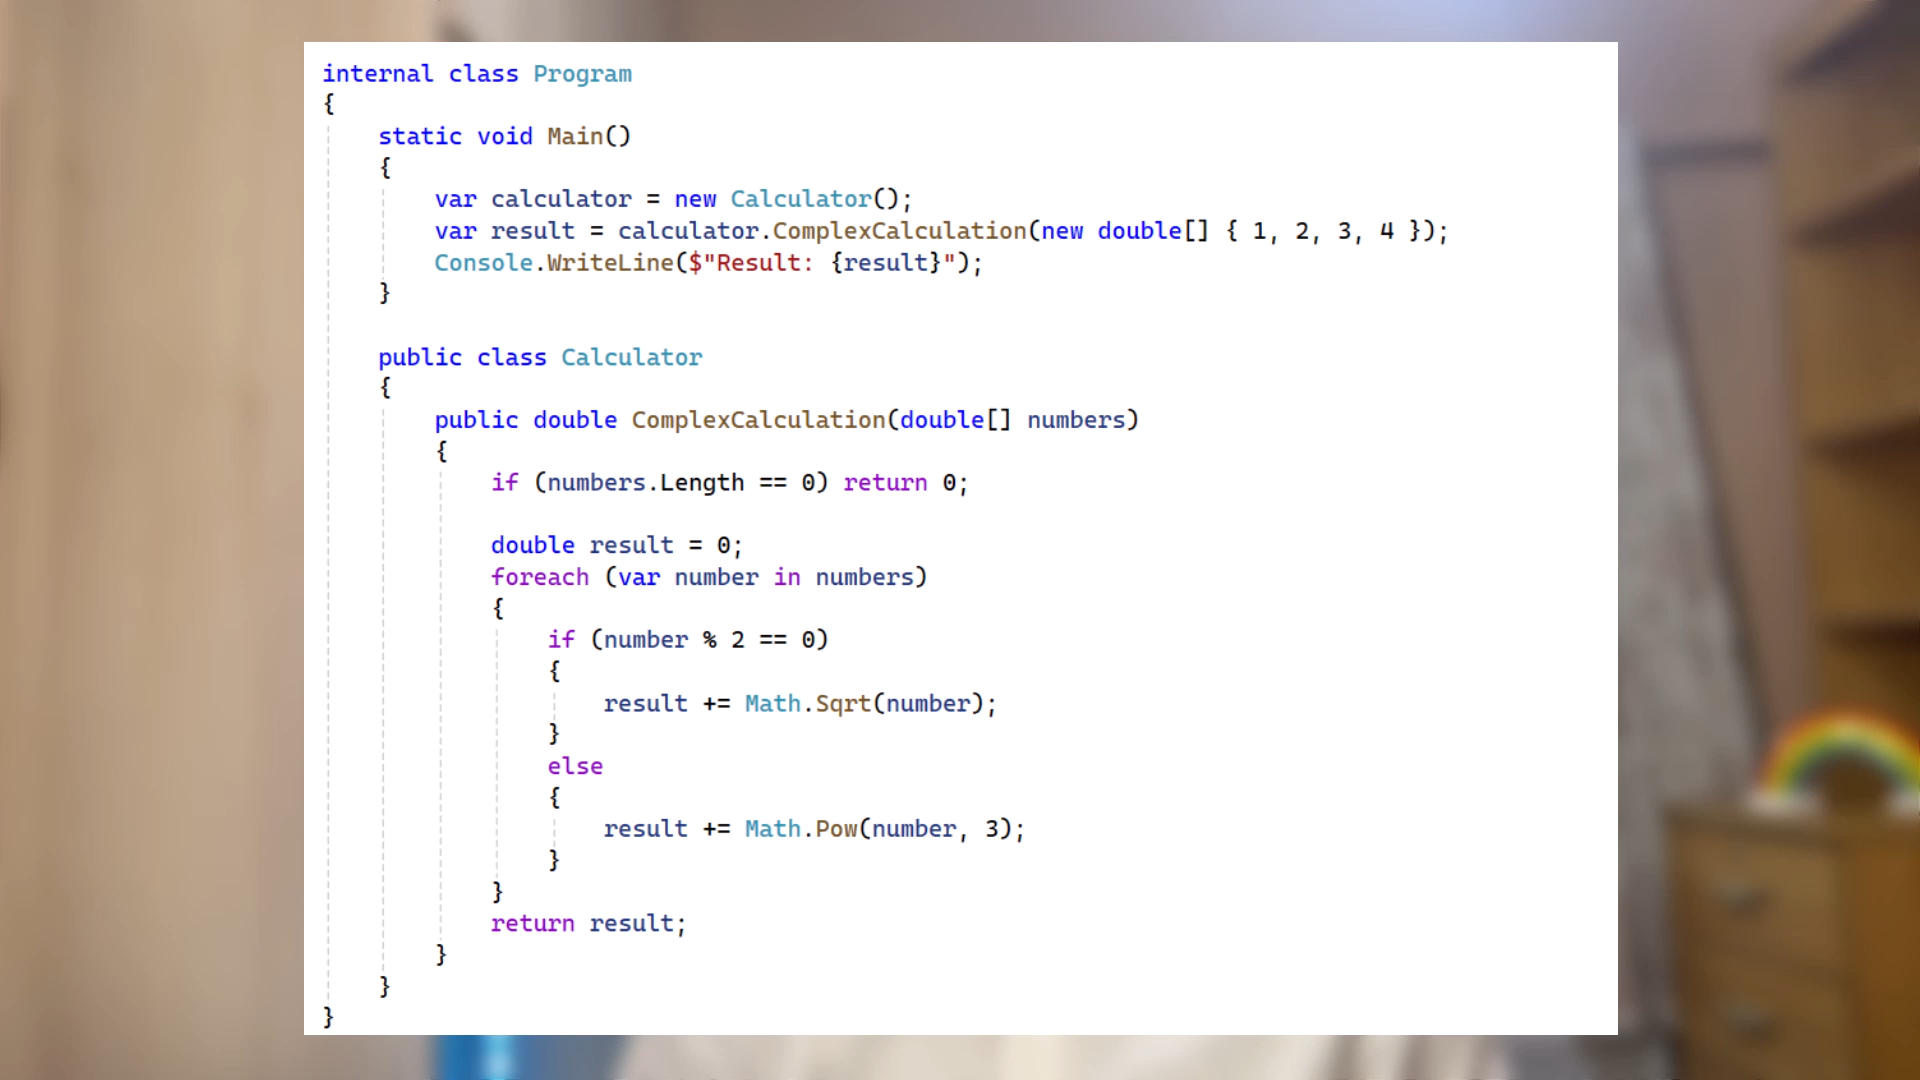 internal class Program
{
    static void Main()
    {
        var calculator = new Calculator();
        var result = calculator.ComplexCalculation(new double[] { 1, 2, 3, 4 });
        Console.WriteLine($"Result: {result}");
    }

    public class Calculator
    {
        public double ComplexCalculation(double[] numbers)
        {
            if (numbers.Length == 0) return 0;

            double result = 0;
            foreach (var number in numbers)
            {
                if (number % 2 == 0)
                {
                    result += Math.Sqrt(number);
                }
                else
                {
                    result += Math.Pow(number, 3);
                }
            }
            return result;
        }
    }
}